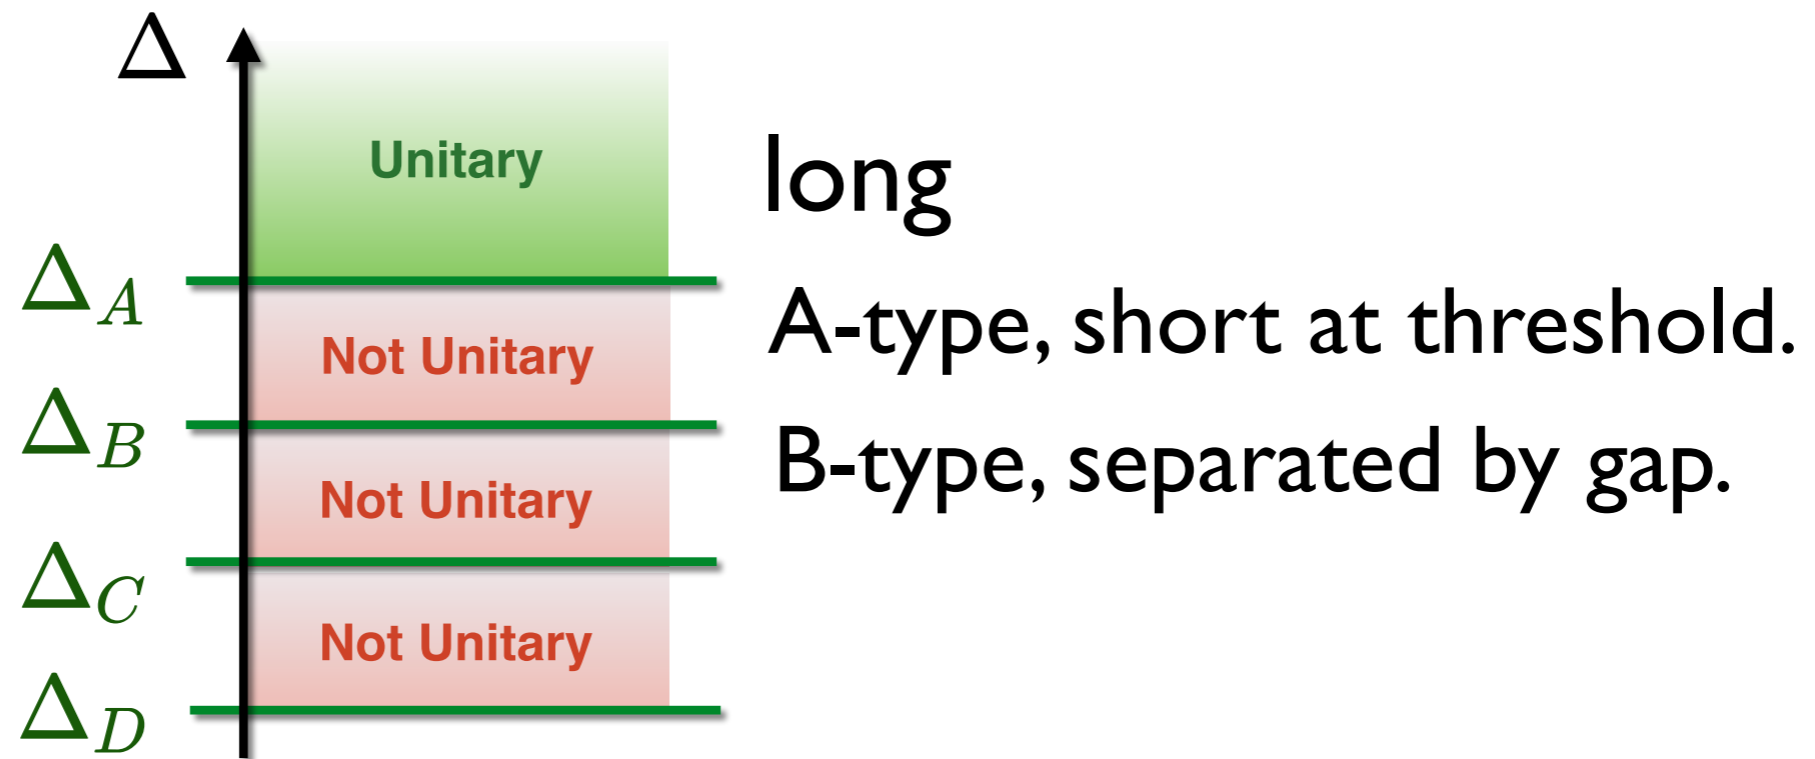 Δ
Unitary
long
Δ_A
A-type, short at threshold.
Not Unitary
Δ_B
B-type, separated by gap.
Not Unitary
Δ_C
Not Unitary
Δ_D